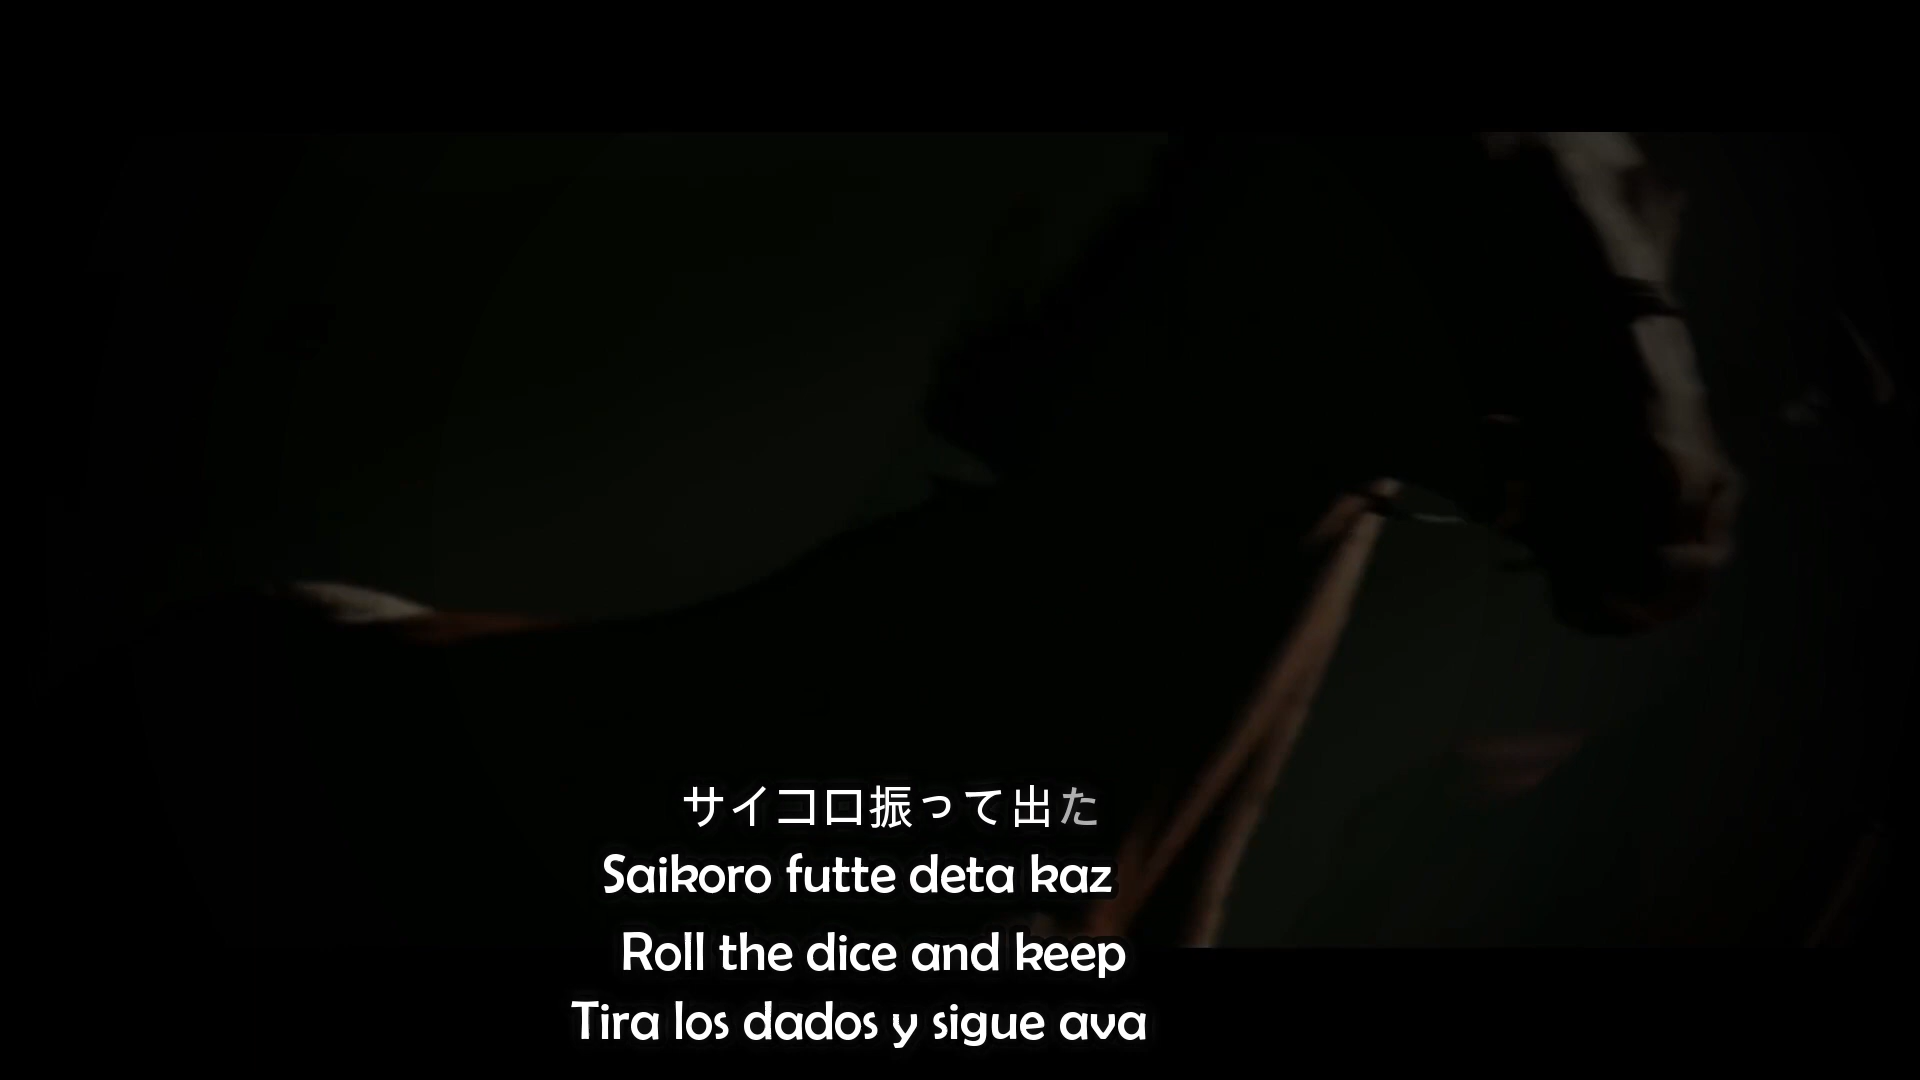 サイコロ振って出た
Saikoro futte deta kaz
Roll the dice and keep
Tira los dados y sigue ava